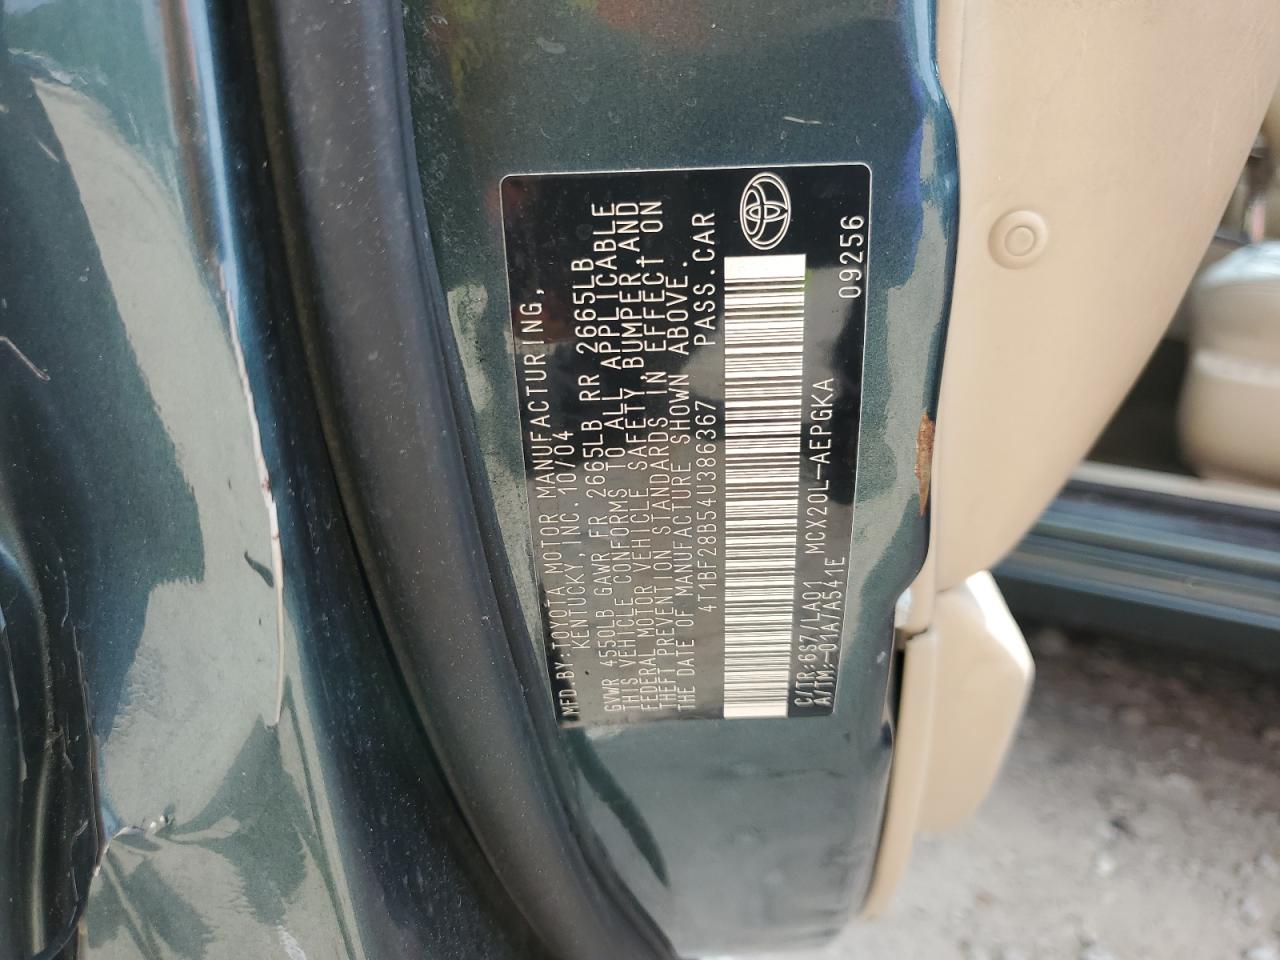 MFD.BY:TOYOTA MOTOR MANUFACTURING,
KENTUCKY,INC.10/04
GVWR 4550LB GAWR FR 2665LB RR 2665LB
THIS VEHICLE CONFORMS TO ALL APPLICABLE
FEDERAL MOTOR VEHICLE SAFETY, BUMPER,AND
THEFT PREVENTION STANDARDS IN EFFECT ON
THE DATE OF MANUFACTURE SHOWN ABOVE.
4T1BF28B54U386367 PASS.CAR
C/TR:6S7/LA01 MCX20L-AEPGKA
A/TM:-01A/A541E
09256